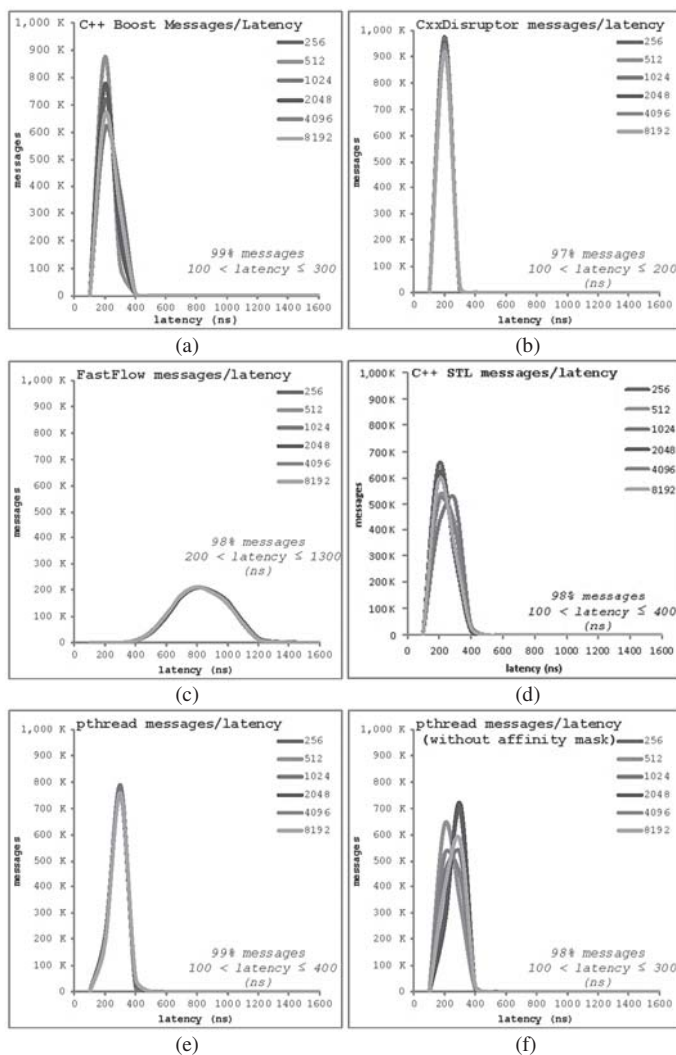 C++ Boost Messages/Latency
1,000 K
900 K
800 K
700 K
600 K
500 K
400 K
300 K
200 K
100 K
0
messages
256
512
1024
2048
4096
8192
99% messages
100 < latency ≤ 300
0 200 400 600 800 1000 1200 1400 1600
latency (ns)
(a)
CxxDisruptor messages/latency
1,000 K
900 K
800 K
700 K
600 K
500 K
400 K
300 K
200 K
100 K
0
messages
256
512
1024
2048
4096
8192
97% messages
100 < latency ≤ 200
(ns)
0 200 400 600 800 1000 1200 1400 1600
latency (ns)
(b)
FastFlow messages/latency
1,000 K
900 K
800 K
700 K
600 K
500 K
400 K
300 K
200 K
100 K
0
messages
256
512
1024
2048
4096
8192
98% messages
200 < latency ≤ 1300
(ns)
0 200 400 600 800 1000 1200 1400 1600
latency (ns)
(c)
C++ STL messages/latency
1,000K
900K
800K
700K
600K
500K
400K
300K
200K
100K
0
messages
256
512
1024
2048
4096
8192
98% messages
100 < latency ≤ 400
(ns)
0 200 400 600 800 1000 1200 1400 1600
latency (ns)
(d)
pthread messages/latency
1,000 K
900 K
800 K
700 K
600 K
500 K
400 K
300 K
200 K
100 K
0
messages
256
512
1024
2048
4096
8192
99% messages
100 < latency ≤ 400
(ns)
0 200 400 600 800 1000 1200 1400 1600
latency (ns)
(e)
pthread messages/latency
(without affinity mask)
1,000 K
900 K
800 K
700 K
600 K
500 K
400 K
300 K
200 K
100 K
0
messages
256
512
1024
2048
4096
8192
98% messages
100 < latency ≤ 300
(ns)
0 200 400 600 800 1000 1200 1400 1600
latency (ns)
(f)